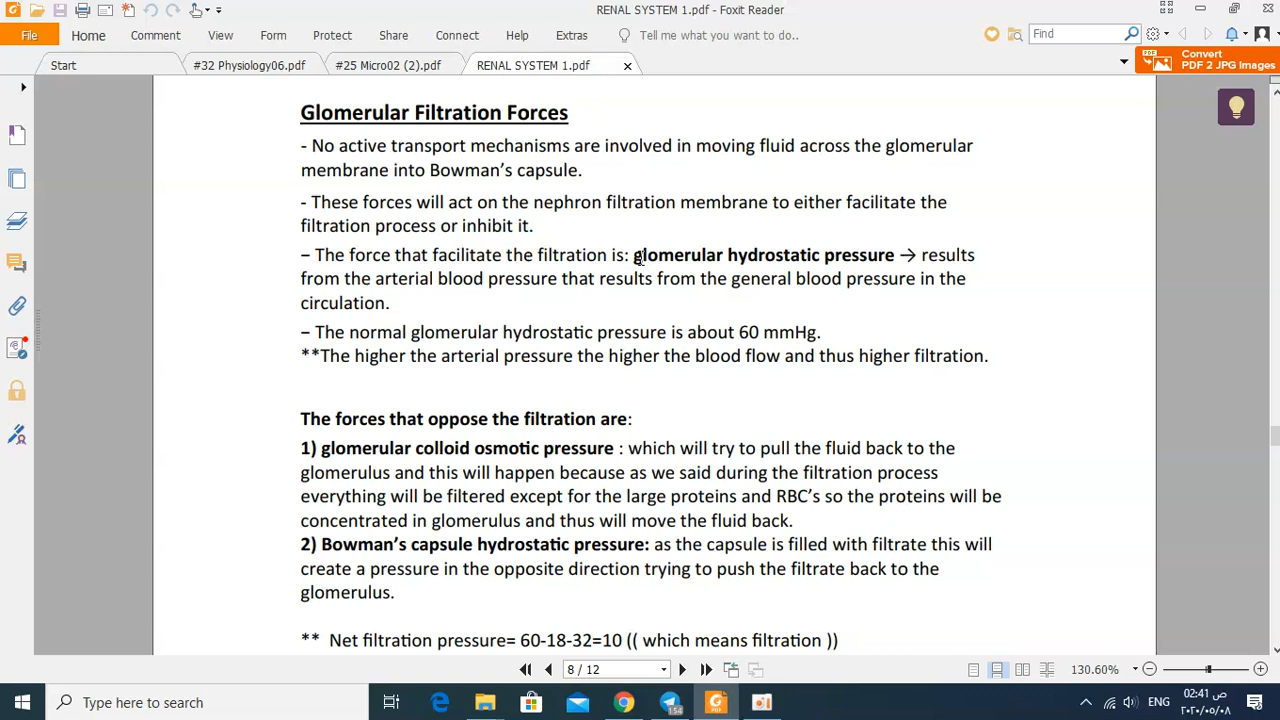 RENAL SYSTEM 1.pdf - Foxit Reader
File Home Comment View Form Protect Share Connect Help Extras Tell me what you want to do.. Find
Convert
PDF 2 JPG Images
Start #32 Physiology06.pdf #25 Micro02 (2).pdf RENAL SYSTEM 1.pdf
Glomerular Filtration Forces
- No active transport mechanisms are involved in moving fluid across the glomerular
membrane into Bowman’s capsule.
- These forces will act on the nephron filtration membrane to either facilitate the
filtration process or inhibit it.
– The force that facilitate the filtration is: glomerular hydrostatic pressure → results
from the arterial blood pressure that results from the general blood pressure in the
circulation.
– The normal glomerular hydrostatic pressure is about 60 mmHg.
**The higher the arterial pressure the higher the blood flow and thus higher filtration.
The forces that oppose the filtration are:
1) glomerular colloid osmotic pressure : which will try to pull the fluid back to the
glomerulus and this will happen because as we said during the filtration process
everything will be filtered except for the large proteins and RBC’s so the proteins will be
concentrated in glomerulus and thus will move the fluid back.
2) Bowman’s capsule hydrostatic pressure: as the capsule is filled with filtrate this will
create a pressure in the opposite direction trying to push the filtrate back to the
glomerulus.
** Net filtration pressure= 60-18-32=10 (( which means filtration ))
8 / 12 130.60%
Type here to search 154 ENG 02:41 ص
٢٠٢٠/٠٥/٠٨